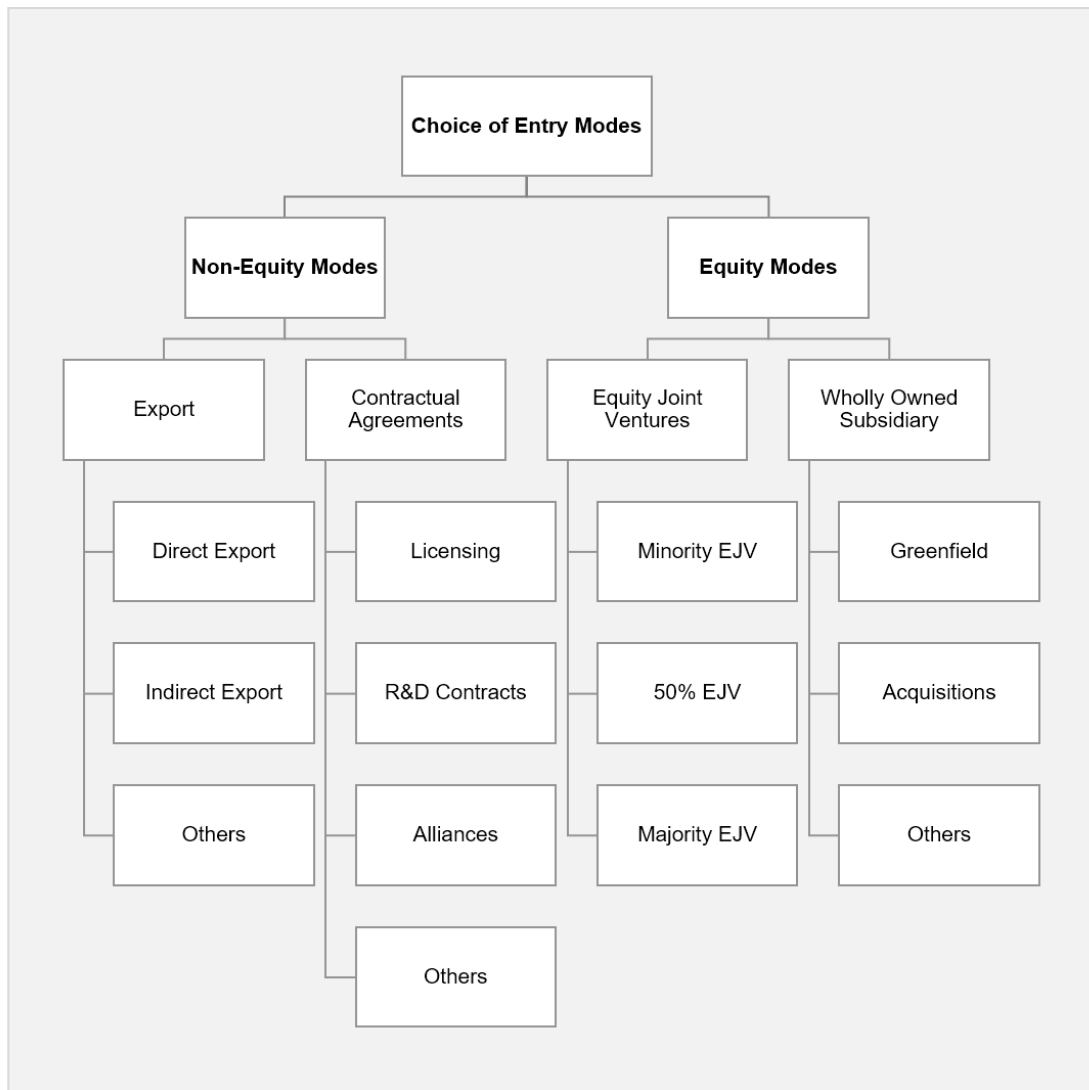 Choice of Entry Modes
Non-Equity Modes
Equity Modes
Export
Contractual
Agreements
Equity Joint
Ventures
Wholly Owned
Subsidiary
Direct Export
Licensing
Minority EJV
Greenfield
Indirect Export
R&D Contracts
50% EJV
Acquisitions
Others
Alliances
Majority EJV
Others
Others